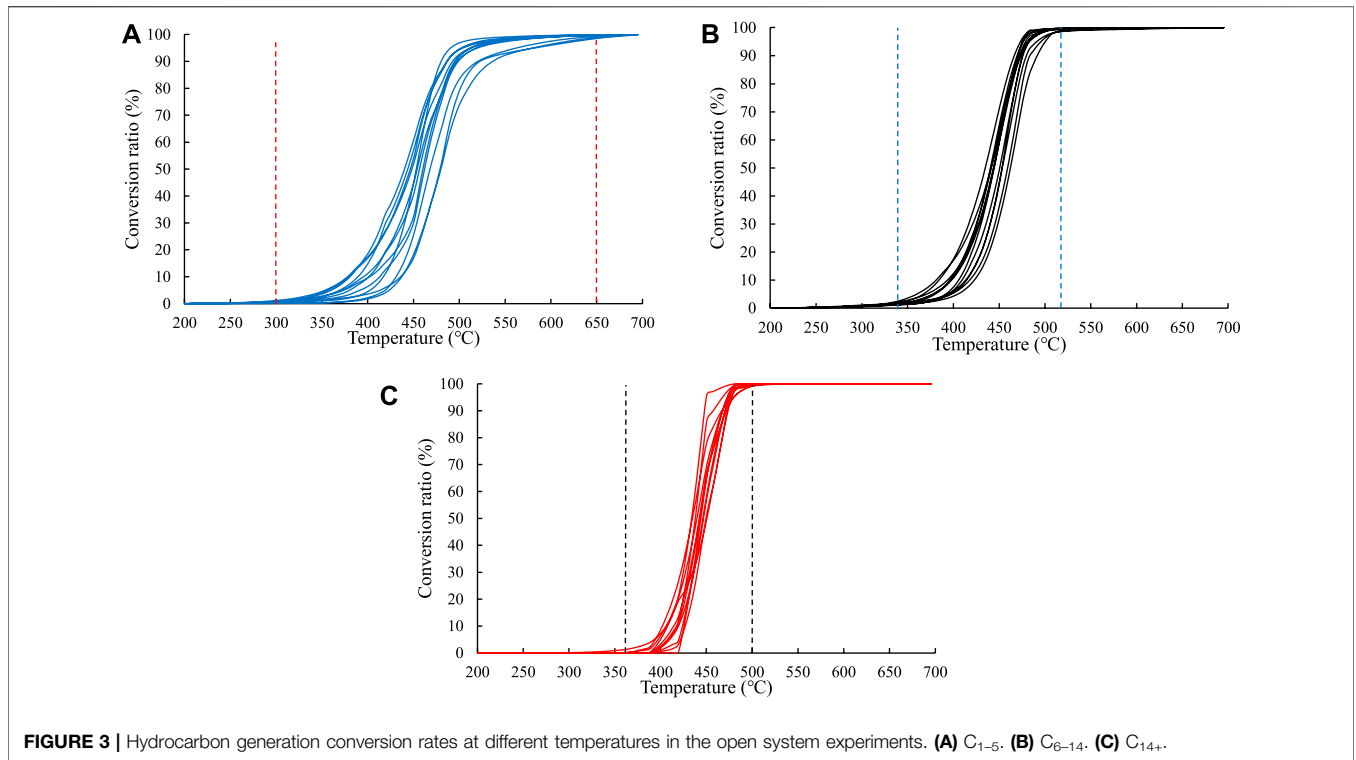 A
Conversion ratio (%)
100
90
80
70
60
50
40
30
20
10
0
200 250 300 350 400 450 500 550 600 650 700
Temperature (℃)
B
Conversion ratio (%)
100
90
80
70
60
50
40
30
20
10
0
200 250 300 350 400 450 500 550 600 650 700
Temperature (℃)
C
Conversion ratio (%)
100
90
80
70
60
50
40
30
20
10
0
200 250 300 350 400 450 500 550 600 650 700
Temperature (℃)
FIGURE 3 | Hydrocarbon generation conversion rates at different temperatures in the open system experiments. (A) C1–5. (B) C6–14. (C) C14+.